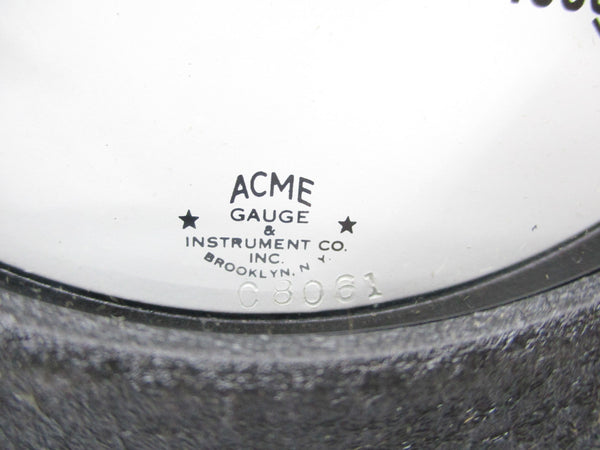 ACME
GAUGE
&
INSTRUMENT CO.
INC.
BROOKLYN, N.Y.
C8061